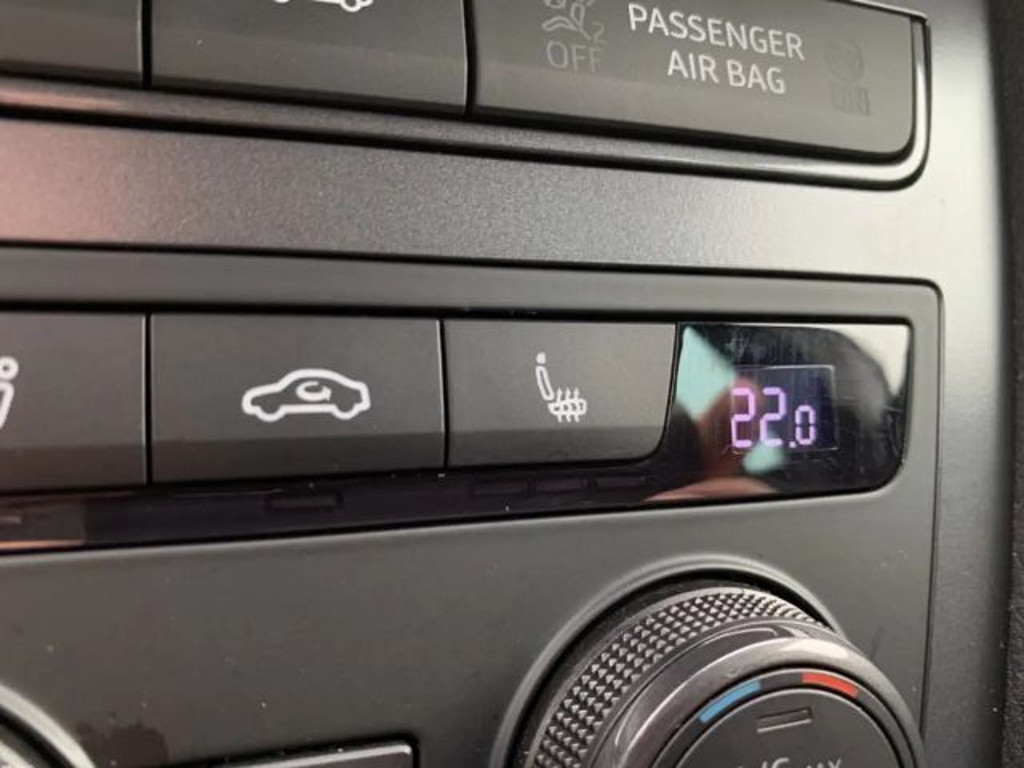 OFF
PASSENGER
AIR BAG
22.0